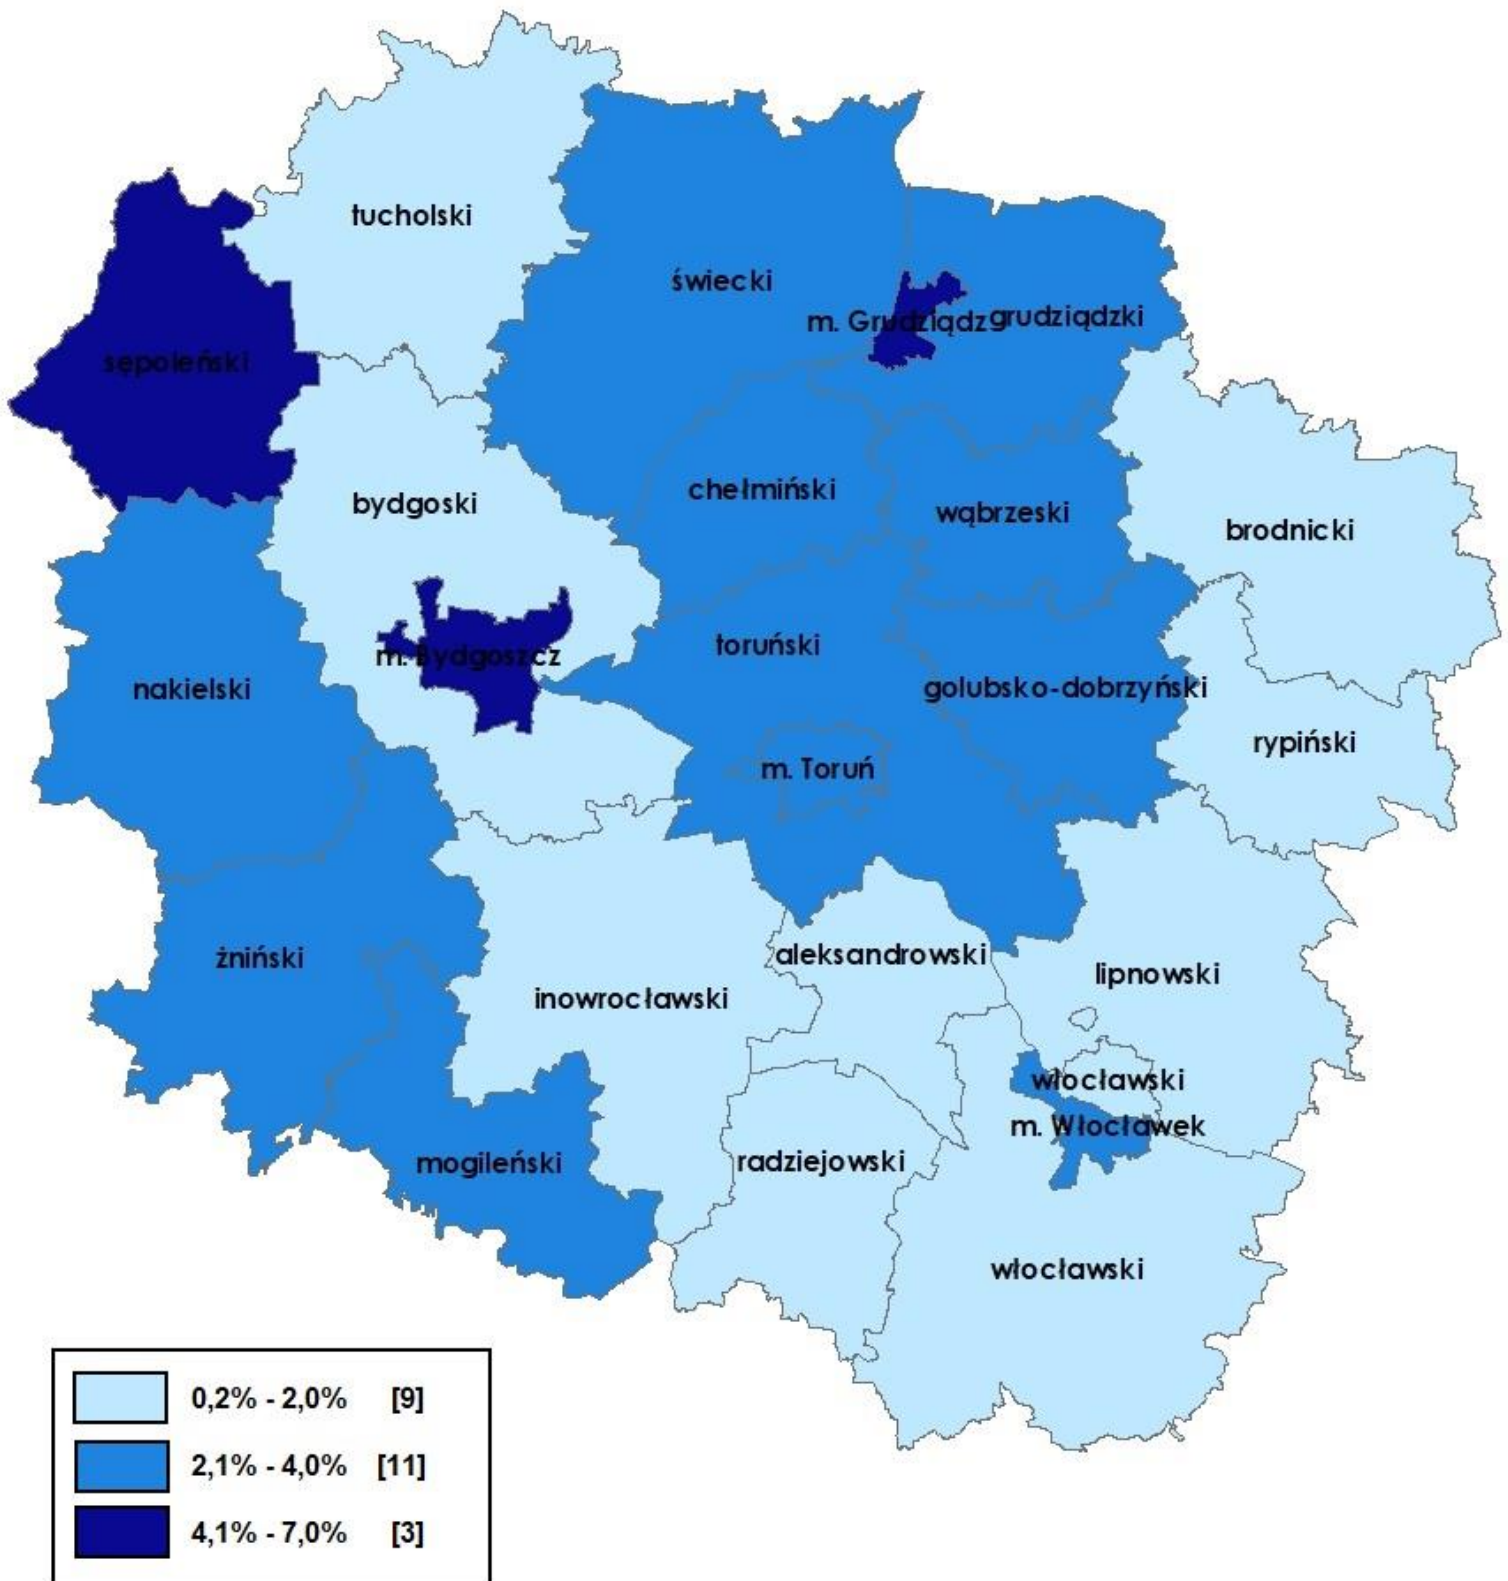 tucholski
świecki
m. Grudziądz
grudziądzki
sępoleński
chełmiński
bydgoski
wąbrzeski
brodnicki
toruński
m. Bydgoszcz
nakielski
golubsko-dobrzyński
rypiński
m. Toruń
aleksandrowski
żniński
lipnowski
inowrocławski
włocławski
m. Włocławek
mogileński
radziejowski
włocławski
0,2% - 2,0% [9]
2,1% - 4,0% [11]
4,1% - 7,0% [3]